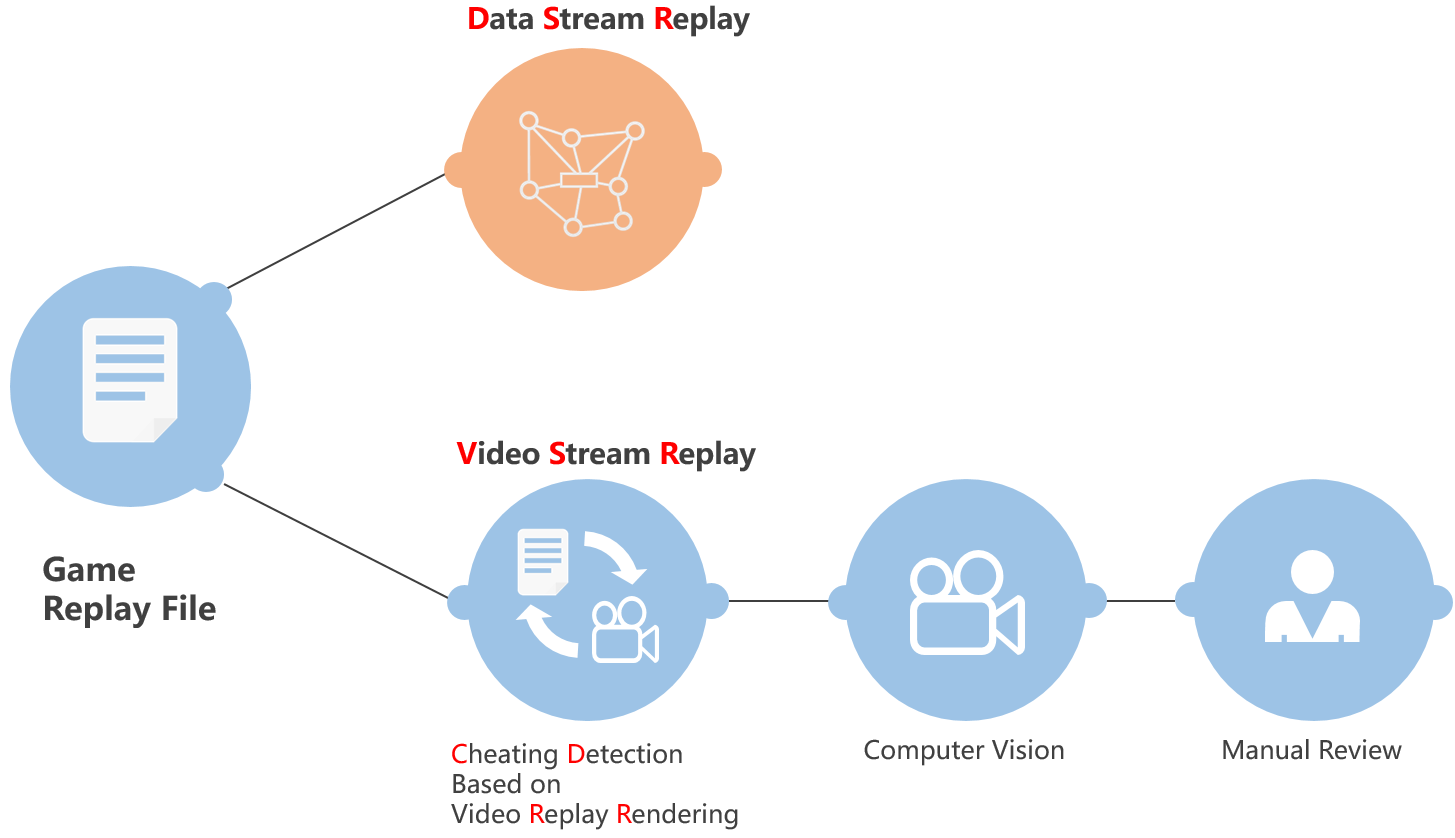 Data Stream Replay
Game
Replay File
Video Stream Replay
Cheating Detection
Based on
Video Replay Rendering
Computer Vision
Manual Review